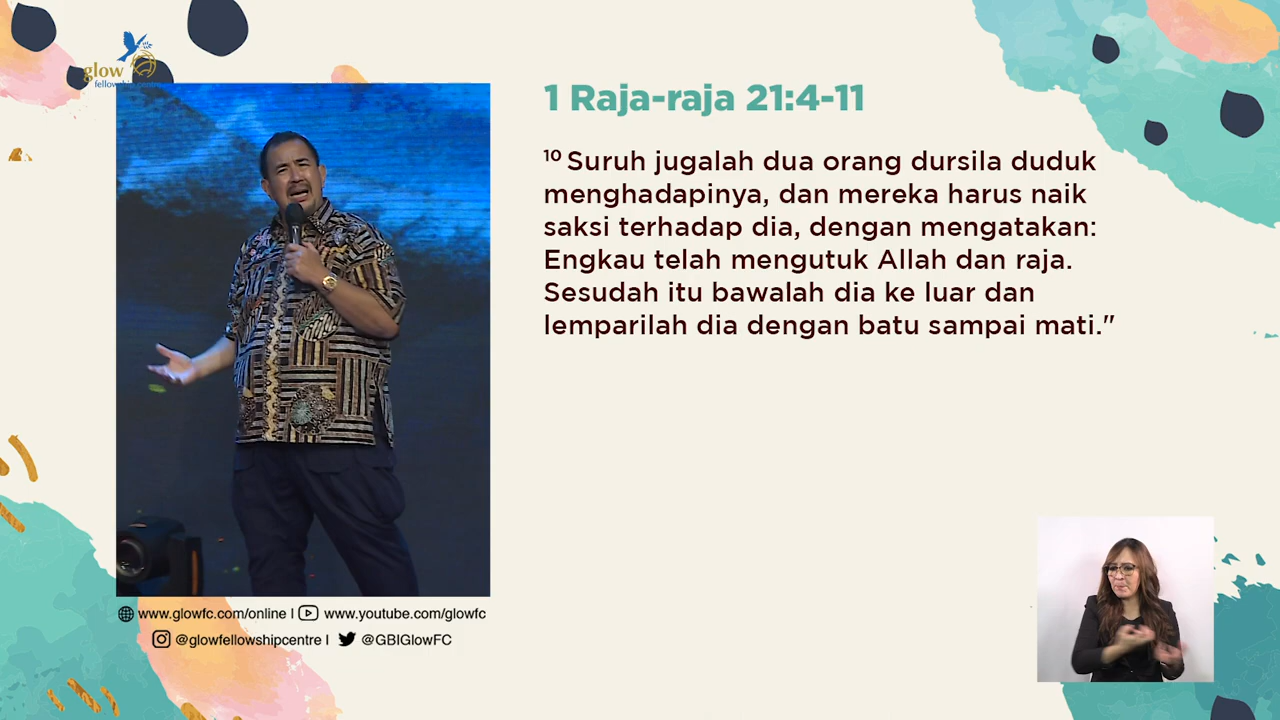 glow
fellowship centre
1 Raja-raja 21:4-11
10 Suruh jugalah dua orang dursila duduk
menghadapinya, dan mereka harus naik
saksi terhadap dia, dengan mengatakan:
Engkau telah mengutuk Allah dan raja.
Sesudah itu bawalah dia ke luar dan
lemparilah dia dengan batu sampai mati."
www.glowfc.com/online | www.youtube.com/glowfc
@glowfellowshipcentre | @GBIGlowFC